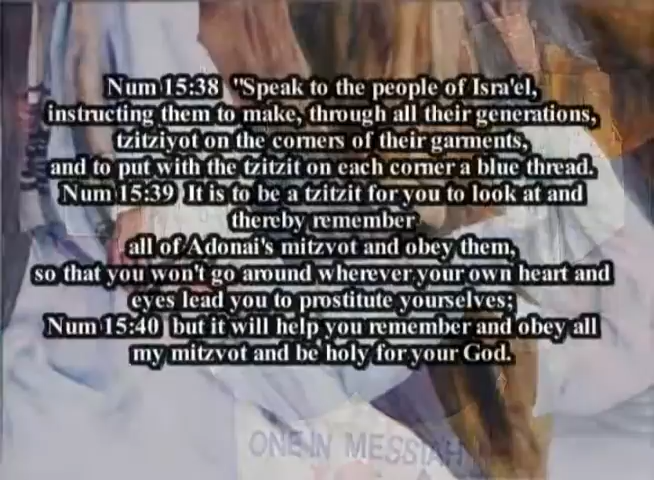 Num 15:38 "Speak to the people of Isra'el,
instructing them to make, through all their generations,
tzitziyot on the corners of their garments,
and to put with the tzitzit on each corner a blue thread.
Num 15:39 It is to be a tzitzit for you to look at and
thereby remember
all of Adonai's mitzvot and obey them,
so that you won't go around wherever your own heart and
eyes lead you to prostitute yourselves;
Num 15:40 but it will help you remember and obey all
my mitzvot and be holy for your God.
ONE IN MESSIAH